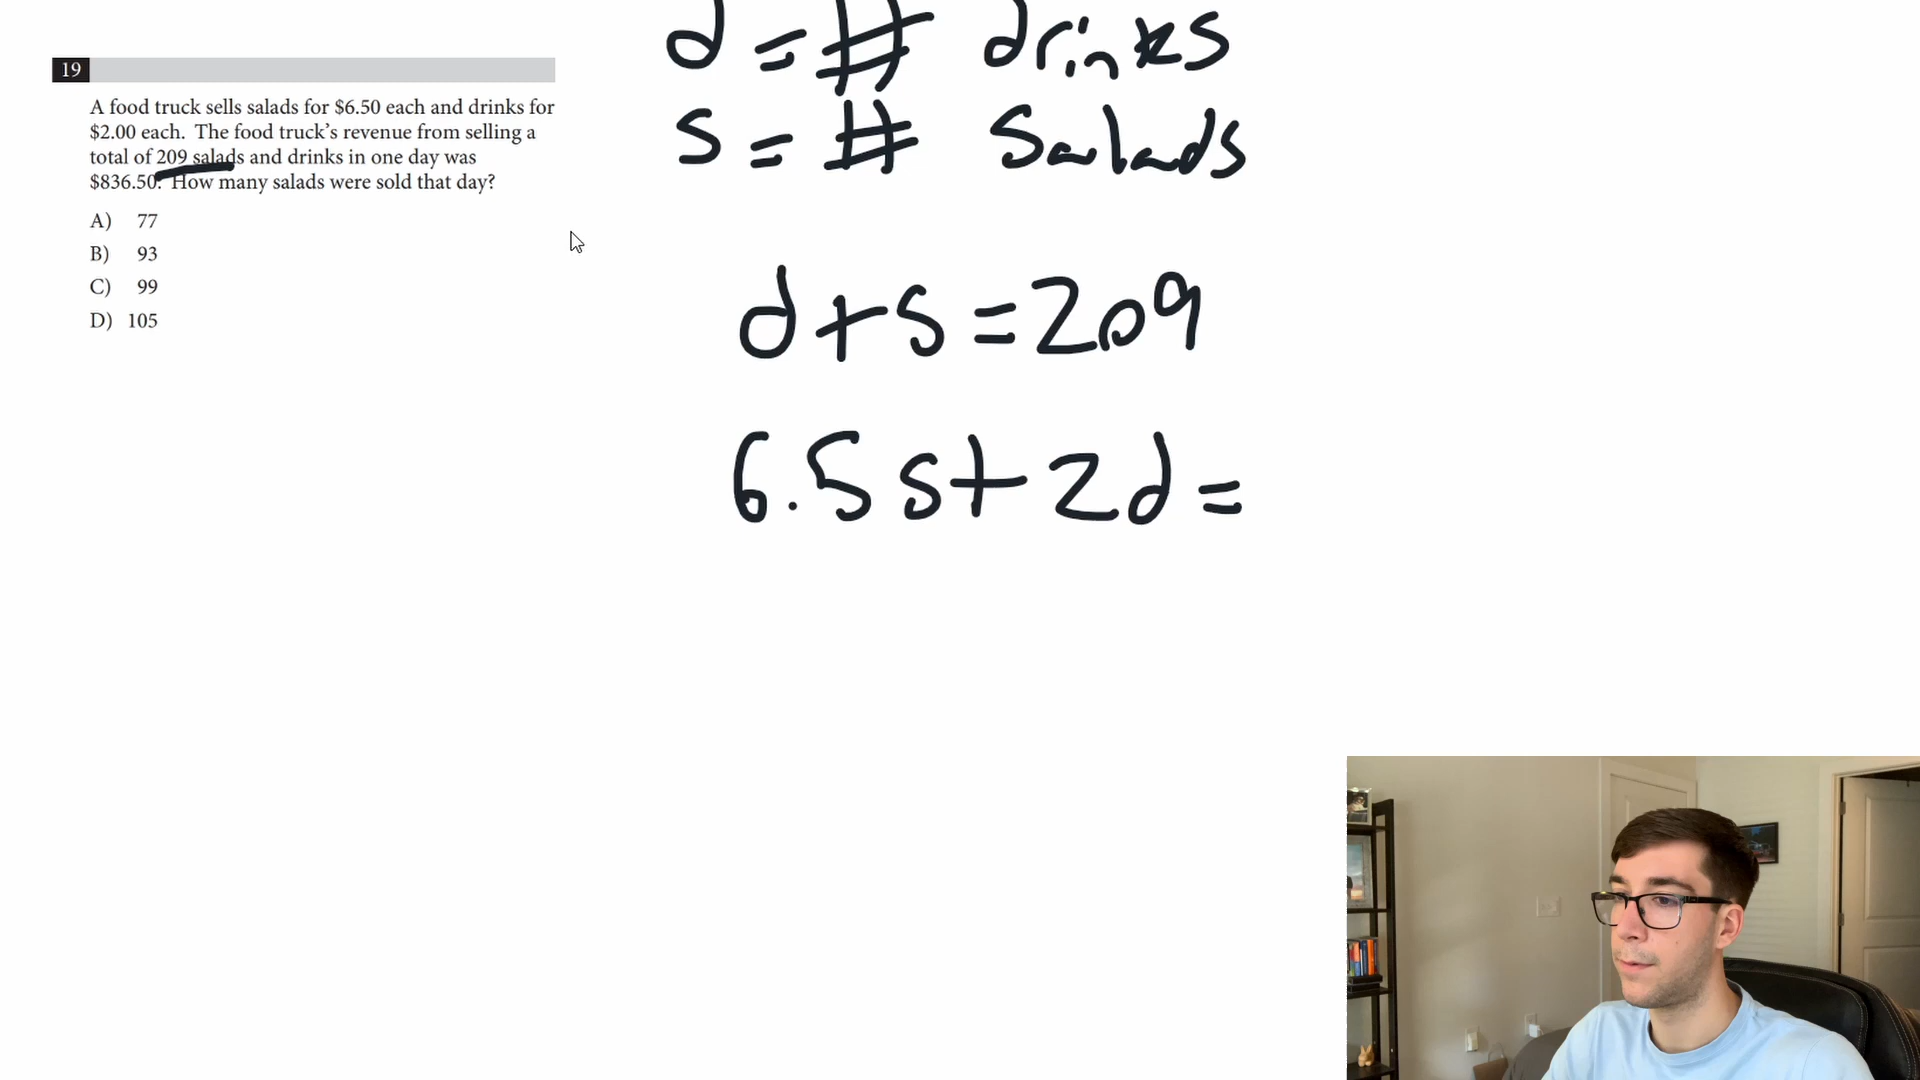 19
A food truck sells salads for $6.50 each and drinks for
$2.00 each. The food truck's revenue from selling a
total of 209 salads and drinks in one day was
$836.50. How many salads were sold that day?
A) 77
B) 93
C) 99
D) 105
d = # drinks
s = # Salads
d + s = 209
6.5 s + 2d =